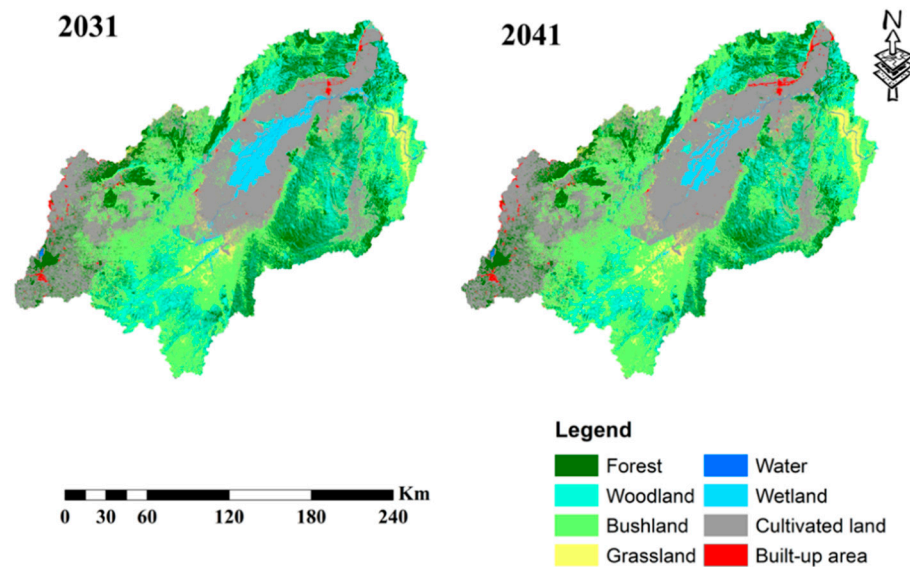 2031
2041
N
Legend
Forest
Water
Woodland
Wetland
Bushland
Cultivated land
Grassland
Built-up area
Km
0 30 60 120 180 240